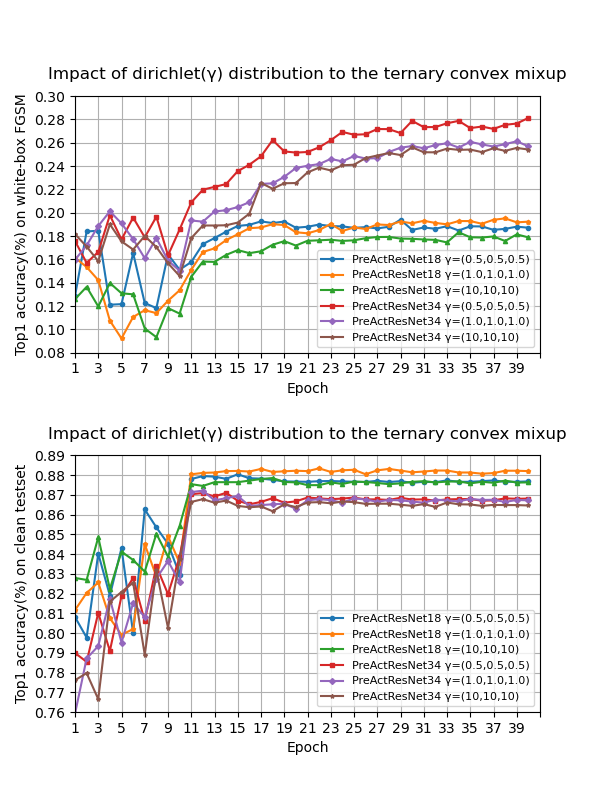 Impact of dirichlet(γ) distribution to the ternary convex mixup
Top1 accuracy(%) on white-box FGSM
0.30
0.28
0.26
0.24
0.22
0.20
0.18
0.16
0.14
0.12
0.10
0.08
PreActResNet18 γ=(0.5,0.5,0.5)
PreActResNet18 γ=(1.0,1.0,1.0)
PreActResNet18 γ=(10,10,10)
PreActResNet34 γ=(0.5,0.5,0.5)
PreActResNet34 γ=(1.0,1.0,1.0)
PreActResNet34 γ=(10,10,10)
1 3 5 7 9 11 13 15 17 19 21 23 25 27 29 31 33 35 37 39
Epoch
Impact of dirichlet(γ) distribution to the ternary convex mixup
Top1 accuracy(%) on clean testset
0.89
0.88
0.87
0.86
0.85
0.84
0.83
0.82
0.81
0.80
0.79
0.78
0.77
0.76
PreActResNet18 γ=(0.5,0.5,0.5)
PreActResNet18 γ=(1.0,1.0,1.0)
PreActResNet18 γ=(10,10,10)
PreActResNet34 γ=(0.5,0.5,0.5)
PreActResNet34 γ=(1.0,1.0,1.0)
PreActResNet34 γ=(10,10,10)
1 3 5 7 9 11 13 15 17 19 21 23 25 27 29 31 33 35 37 39
Epoch